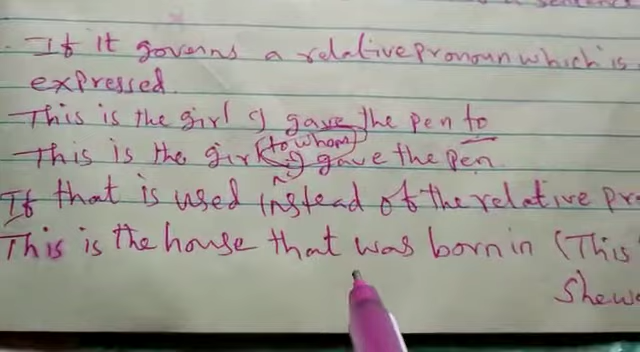 a sentence
If it governs a relative pronoun which is
expressed.
This is the girl I gave the pen to
(to whom)
This is the girl I gave the pen.
If that is used instead of the relative pr
This is the house that was born in (This
Shew